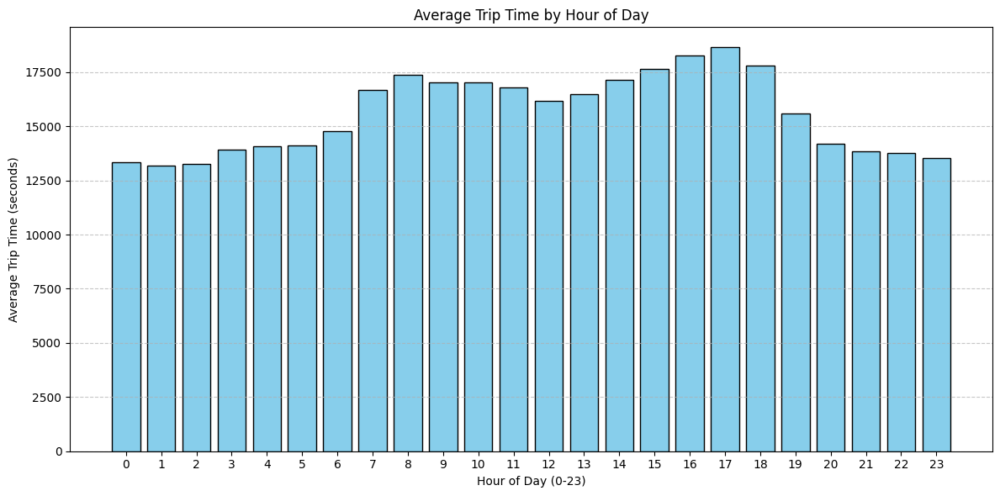 Average Trip Time by Hour of Day
Average Trip Time (seconds)
17500
15000
12500
10000
7500
5000
2500
0
0 1 2 3 4 5 6 7 8 9 10 11 12 13 14 15 16 17 18 19 20 21 22 23
Hour of Day (0-23)